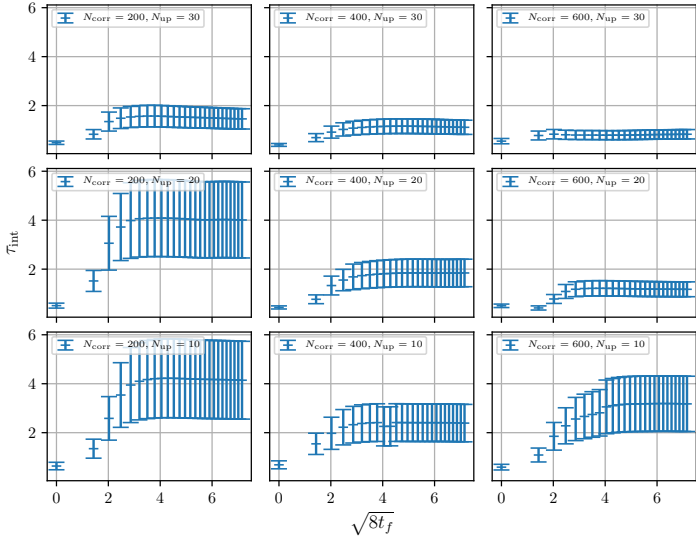 6
4
2
N_corr = 200, N_up = 30
N_corr = 400, N_up = 30
N_corr = 600, N_up = 30
τ_int
6
4
2
N_corr = 200, N_up = 20
N_corr = 400, N_up = 20
N_corr = 600, N_up = 20
6
4
2
N_corr = 200, N_up = 10
N_corr = 400, N_up = 10
N_corr = 600, N_up = 10
0 2 4 6 0 2 4 6 0 2 4 6
√8t_f